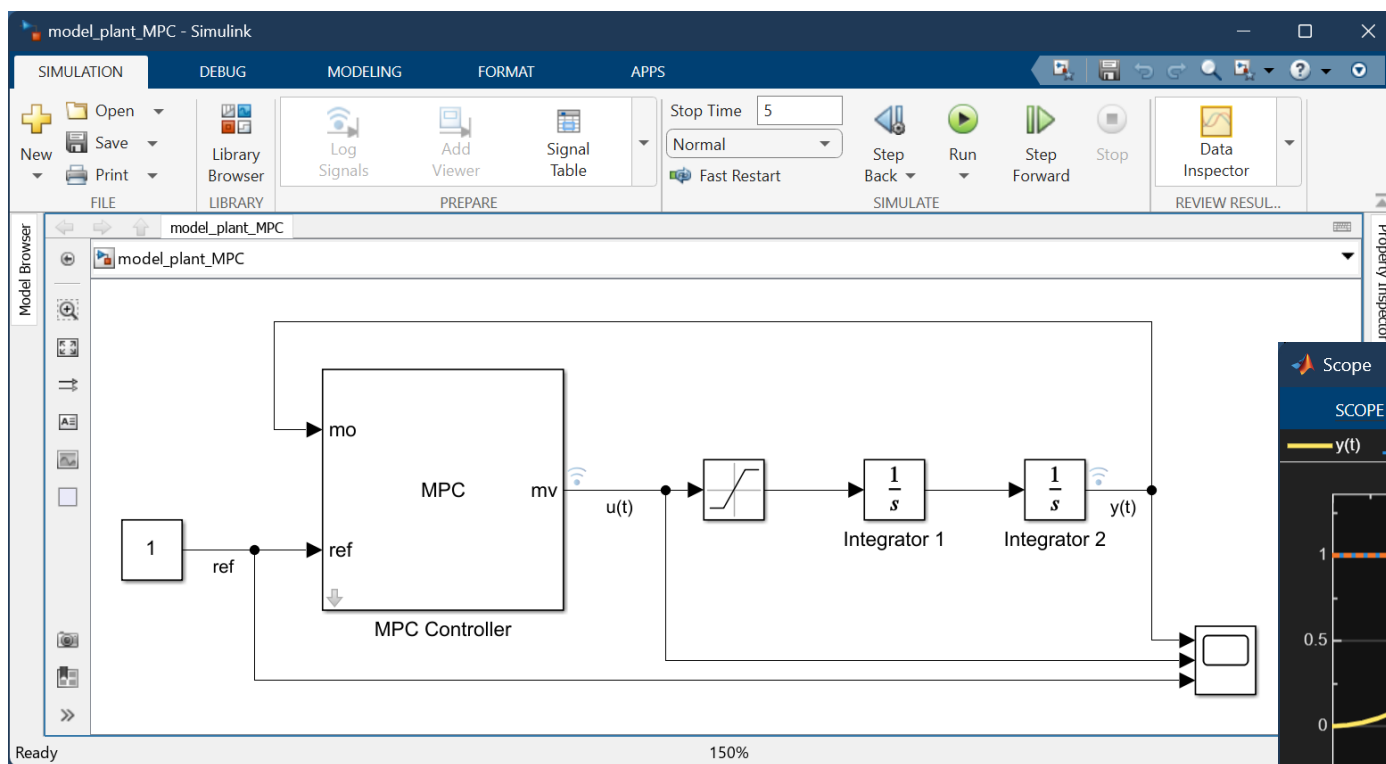 model_plant_MPC - Simulink
SIMULATION DEBUG MODELING FORMAT APPS
New
Open
Save
Print
FILE
Library
Browser
LIBRARY
Log
Signals
Add
Viewer
Signal
Table
PREPARE
Stop Time 5
Normal
Fast Restart
Step
Back
Run
Step
Forward
Stop
SIMULATE
Data
Inspector
REVIEW RESUL...
Model Browser
model_plant_MPC
model_plant_MPC
Property Inspector
mo
MPC
mv
ref
MPC Controller
1
ref
u(t)
1
s
Integrator 1
1
s
Integrator 2
y(t)
Scope
SCOPE
y(t)
1
0.5
0
Ready
150%